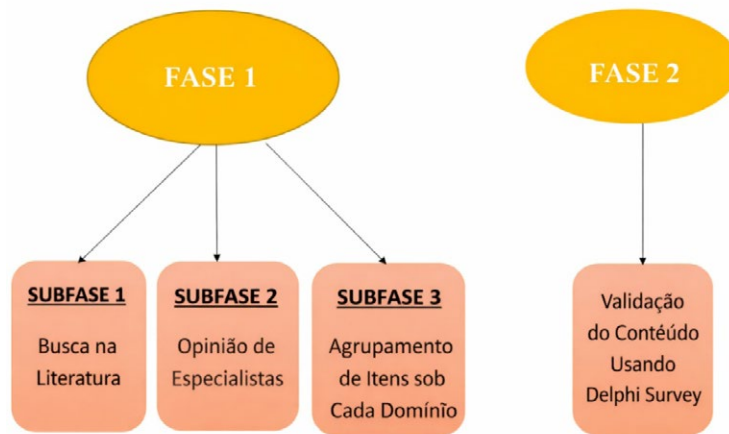 FASE 1
FASE 2
SUBFASE 1
Busca na
Literatura
SUBFASE 2
Opinião de
Especialistas
SUBFASE 3
Agrupamento
de Itens sob
Cada Domínio
Validação
do Contéúdo
Usando
Delphi Survey